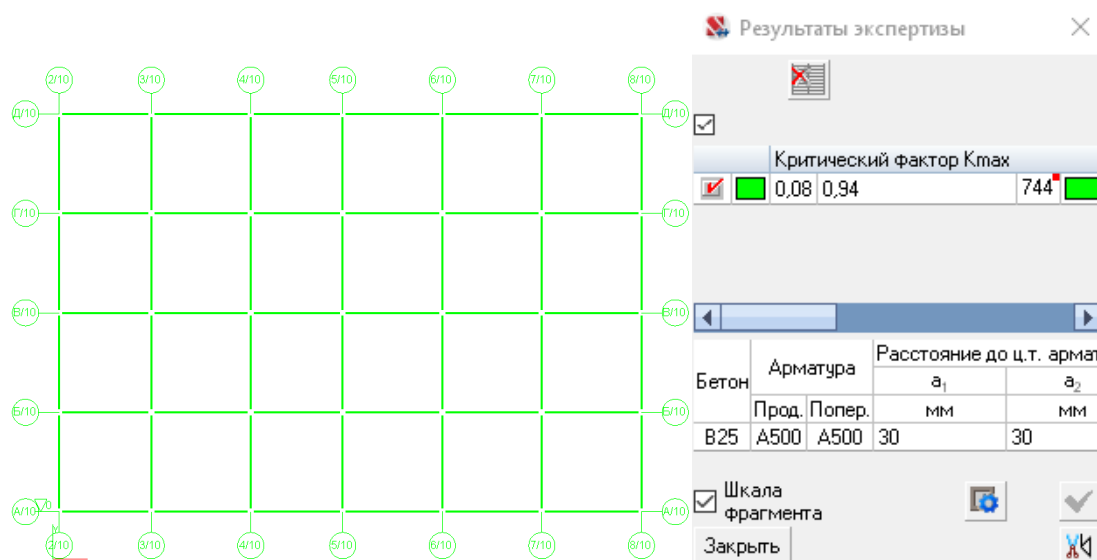 Результаты экспертизы
Критический фактор Kmax
0,08 0,94 744
Бетон Арматура Расстояние до ц.т. армат
a1 a2
Прод. Попер. мм мм
B25 A500 A500 30 30
Шкала
фрагмента
Закрыть
2/10 3/10 4/10 5/10 6/10 7/10 8/10
Д/10 Д/10
Г/10 Г/10
В/10 В/10
Б/10 Б/10
А/10 0 А/10
2/10 3/10 4/10 5/10 6/10 7/10 8/10